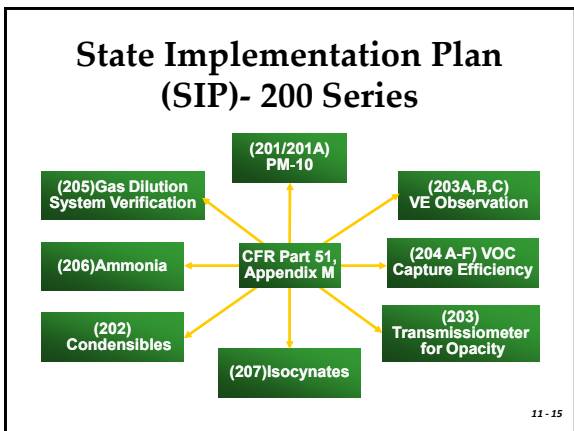 State Implementation Plan
(SIP)- 200 Series
(201/201A)
PM-10
(205)Gas Dilution
System Verification
(203A,B,C)
VE Observation
(206)Ammonia
CFR Part 51,
Appendix M
(204 A-F) VOC
Capture Efficiency
(202)
Condensibles
(203)
Transmissiometer
for Opacity
(207)Isocynates
11 - 15